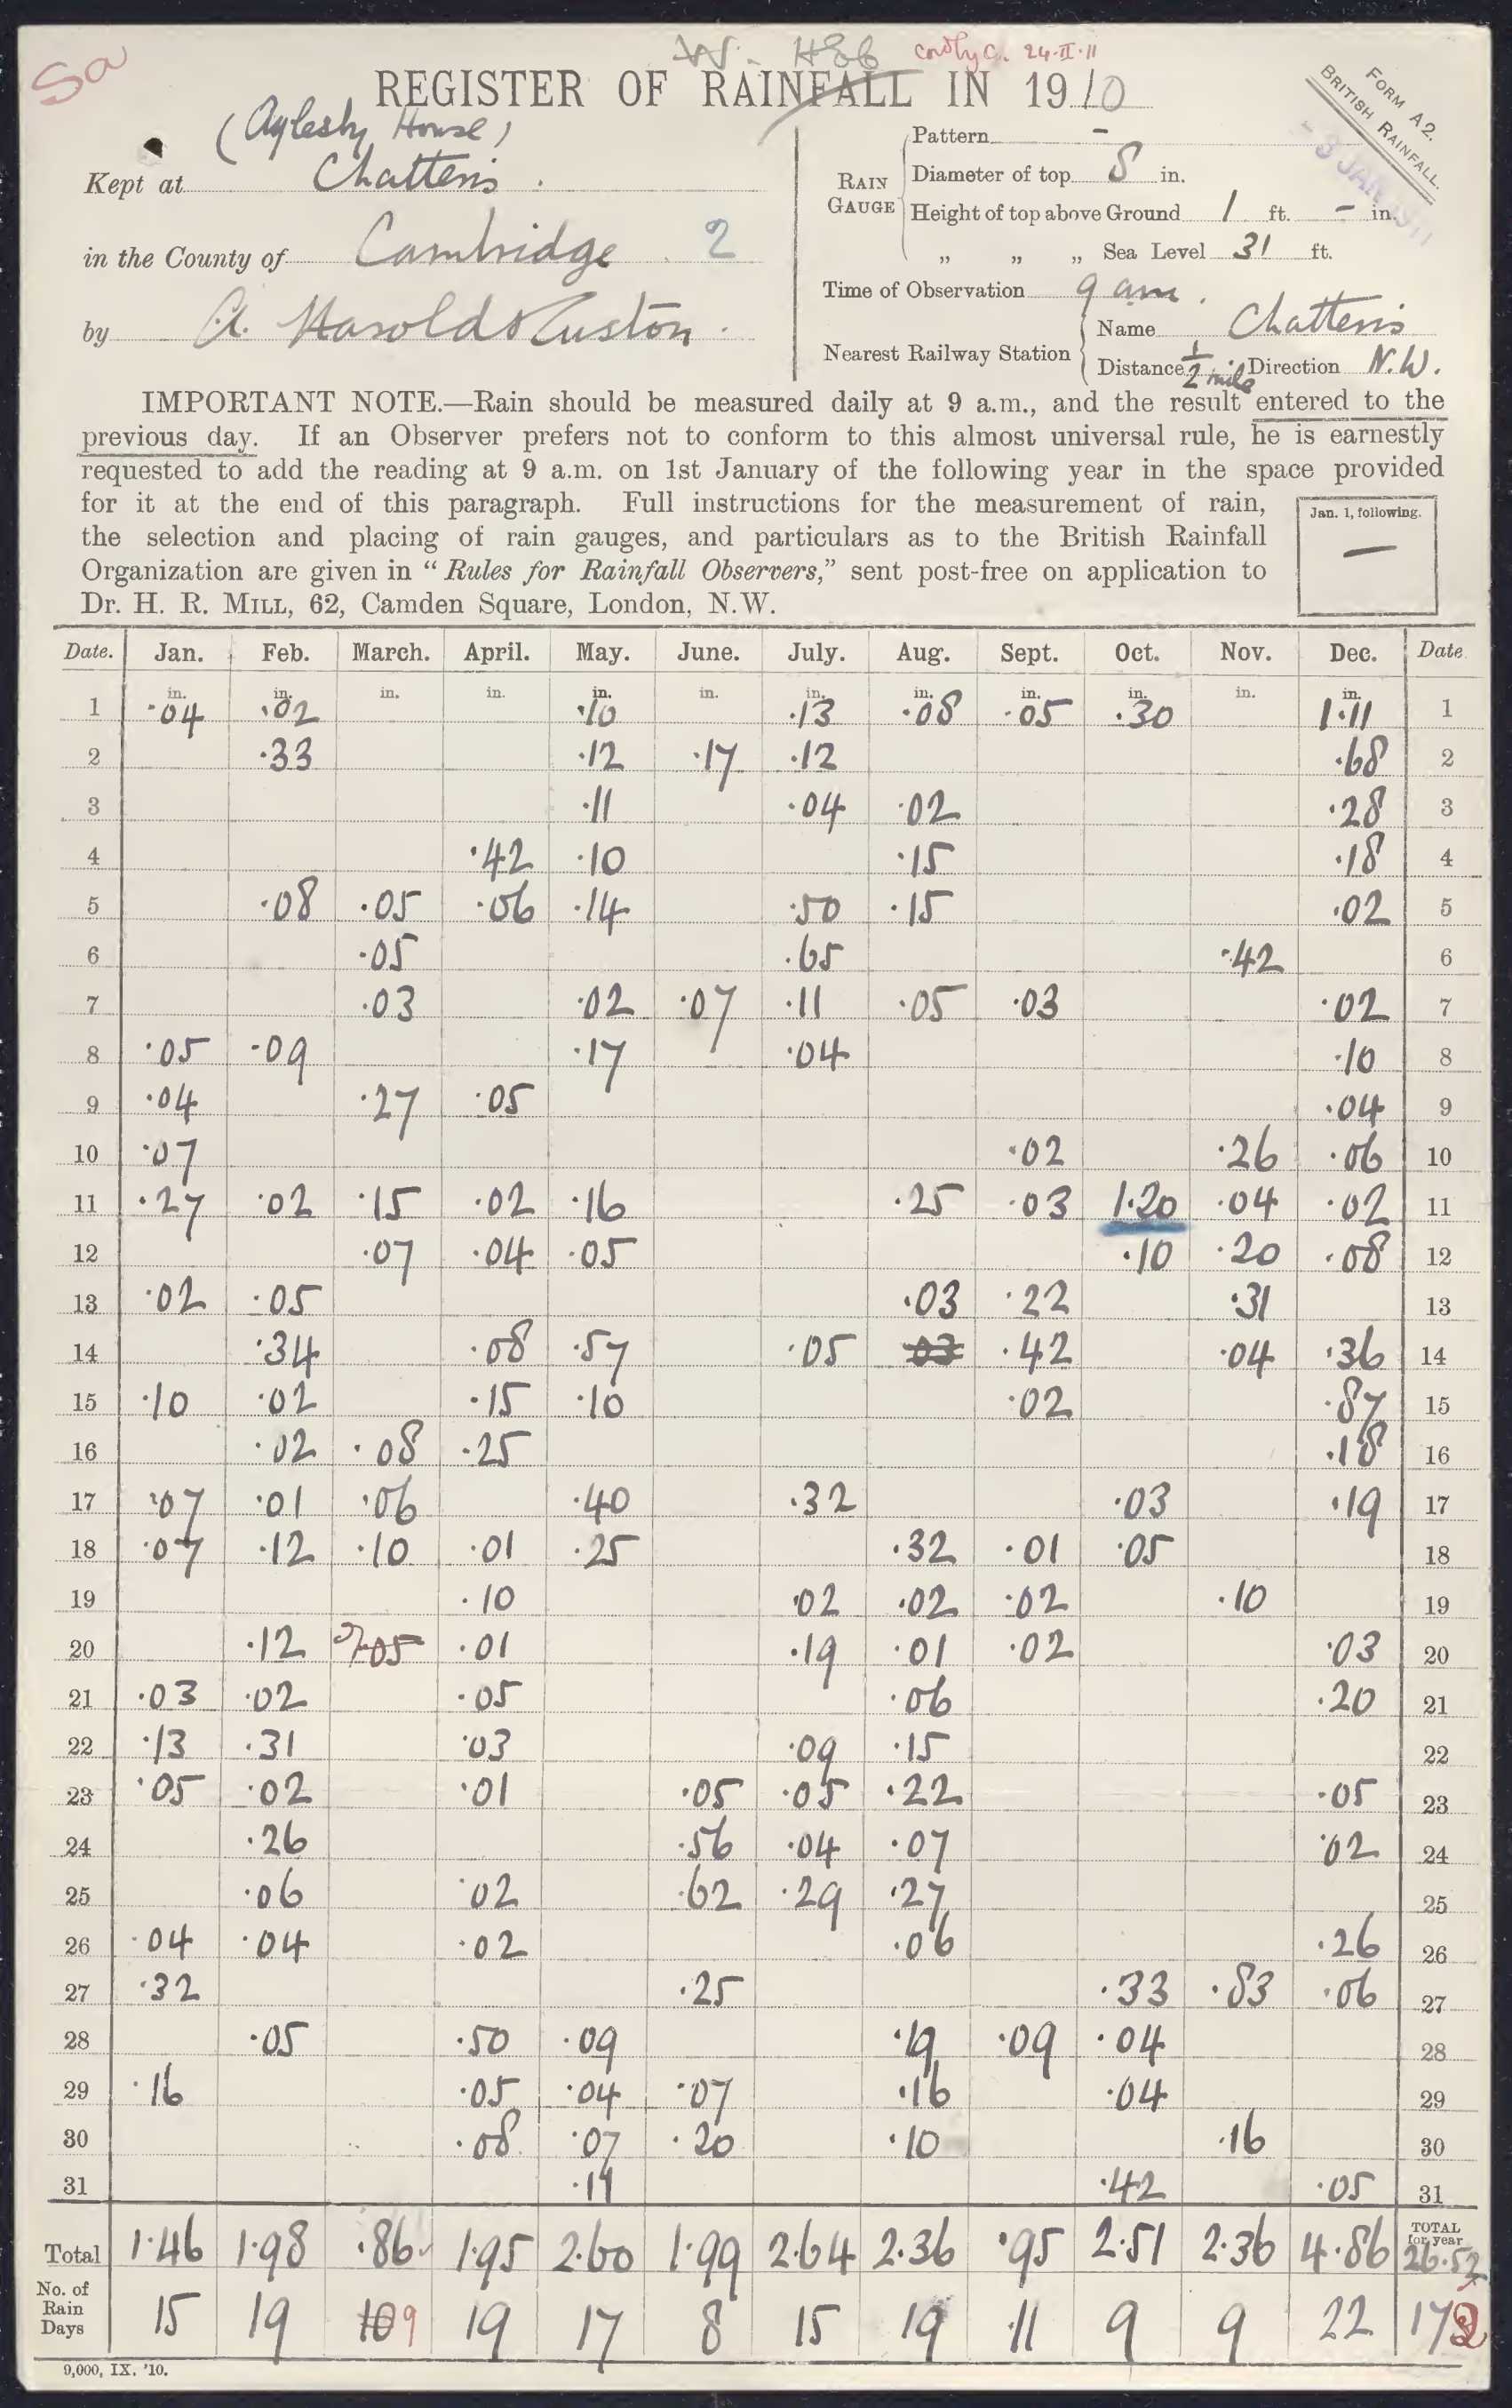 Sa
W. H&b cordly c. 24·II·11
REGISTER OF RAINFALL IN 1910
FORM A2.
BRITISH RAINFALL.
- 3 JAN 1911
(Aylesby House)
Kept at Chatteris.
in the County of Cambridge 2
by A. Harold Ruston.
RAIN GAUGE
Pattern -
Diameter of top 8 in.
Height of top above Ground 1 ft. - in.
„ „ „ Sea Level 31 ft.
Time of Observation 9 am.
Nearest Railway Station
Name Chatteris
Distance 1/2 mile Direction N.W.
IMPORTANT NOTE.—Rain should be measured daily at 9 a.m., and the result entered to the
previous day. If an Observer prefers not to conform to this almost universal rule, he is earnestly
requested to add the reading at 9 a.m. on 1st January of the following year in the space provided
for it at the end of this paragraph. Full instructions for the measurement of rain,
the selection and placing of rain gauges, and particulars as to the British Rainfall
Organization are given in “Rules for Rainfall Observers,” sent post-free on application to
Dr. H. R. MILL, 62, Camden Square, London, N.W.
Jan. 1, following.
—
Date. Jan. Feb. March. April. May. June. July. Aug. Sept. Oct. Nov. Dec. Date
in. in. in. in. in. in. in. in. in. in. in. in.
1 ·04 ·02 ·10 ·13 ·08 ·05 ·30 1·11 1
2 ·33 ·12 ·17 ·12 ·68 2
3 ·11 ·04 ·02 ·28 3
4 ·42 ·10 ·15 ·18 4
5 ·08 ·05 ·06 ·14 ·50 ·15 ·02 5
6 ·05 ·65 ·42 6
7 ·03 ·02 ·07 ·11 ·05 ·03 ·02 7
8 ·05 ·09 ·17 ·04 ·10 8
9 ·04 ·27 ·05 ·04 9
10 ·07 ·02 ·26 ·06 10
11 ·27 ·02 ·15 ·02 ·16 ·25 ·03 1·20 ·04 ·02 11
12 ·07 ·04 ·05 ·10 ·20 ·08 12
13 ·02 ·05 ·03 ·22 ·31 13
14 ·34 ·08 ·57 ·05 03 ·42 ·04 ·36 14
15 ·10 ·02 ·15 ·10 ·02 ·87 15
16 ·02 ·08 ·25 ·18 16
17 ·07 ·01 ·06 ·40 ·32 ·03 ·19 17
18 ·07 ·12 ·10 ·01 ·25 ·32 ·01 ·05 18
19 ·10 ·02 ·02 ·02 ·10 19
20 ·12 ?·05 ·01 ·19 ·01 ·02 ·03 20
21 ·03 ·02 ·05 ·06 ·20 21
22 ·13 ·31 ·03 ·09 ·15 22
23 ·05 ·02 ·01 ·05 ·05 ·22 ·05 23
24 ·26 ·56 ·04 ·07 ·02 24
25 ·06 ·02 ·62 ·29 ·27 25
26 ·04 ·04 ·02 ·06 ·26 26
27 ·32 ·25 ·33 ·83 ·06 27
28 ·05 ·50 ·09 ·19 ·09 ·04 28
29 ·16 ·05 ·04 ·07 ·16 ·04 29
30 ·08 ·07 ·20 ·10 ·16 30
31 ·11 ·42 ·05 31
Total 1·46 1·98 ·86 1·95 2·60 1·99 2·64 2·36 ·95 2·51 2·36 4·86 TOTAL for year 26·52
No. of Rain Days 15 19 10 9 19 17 8 15 19 11 9 9 22 172
9,000, IX. '10.